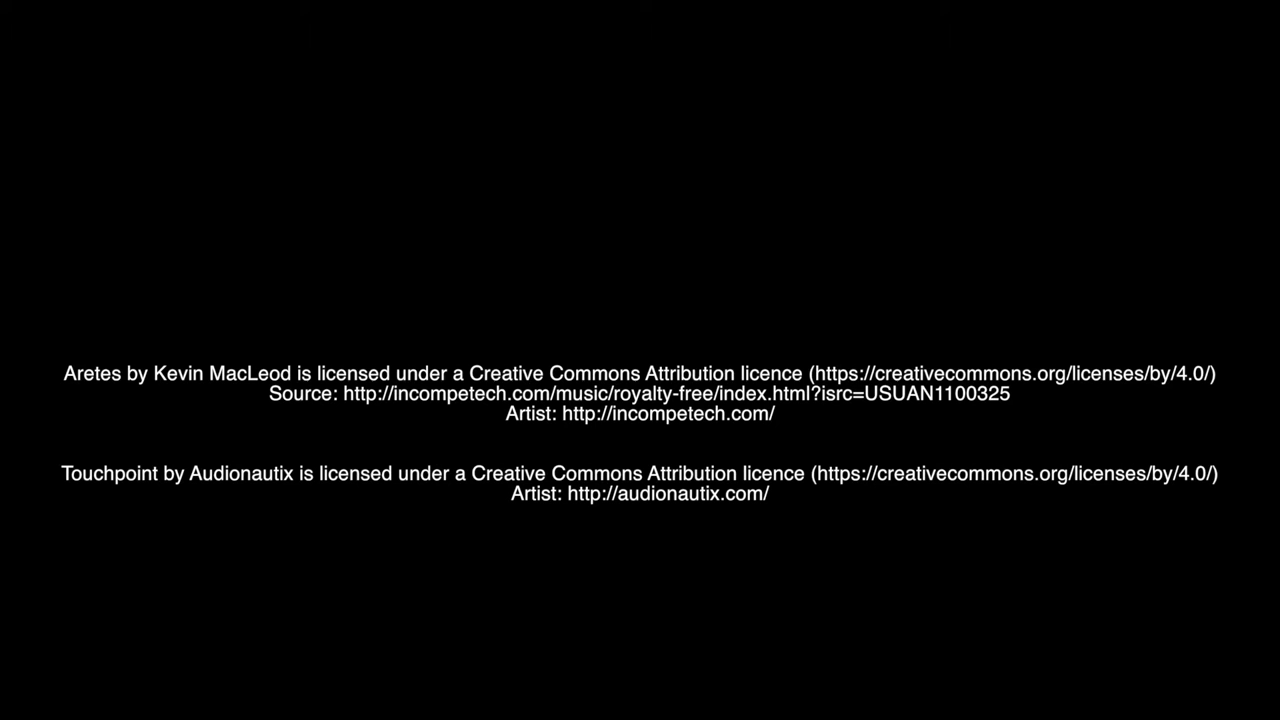 Aretes by Kevin MacLeod is licensed under a Creative Commons Attribution licence (https://creativecommons.org/licenses/by/4.0/)
Source: http://incompetech.com/music/royalty-free/index.html?isrc=USUAN1100325
Artist: http://incompetech.com/
Touchpoint by Audionautix is licensed under a Creative Commons Attribution licence (https://creativecommons.org/licenses/by/4.0/)
Artist: http://audionautix.com/